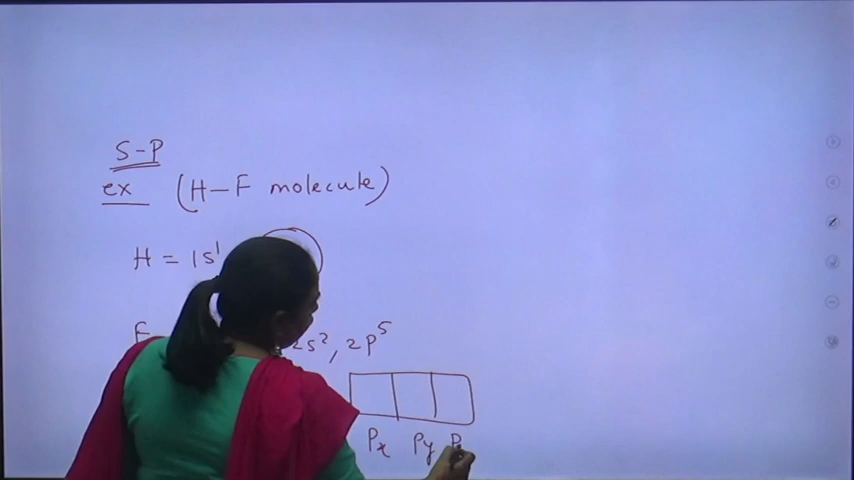 S-P
ex (H-F molecule)
H = 1s¹
F 2s², 2p⁵
Px Py P